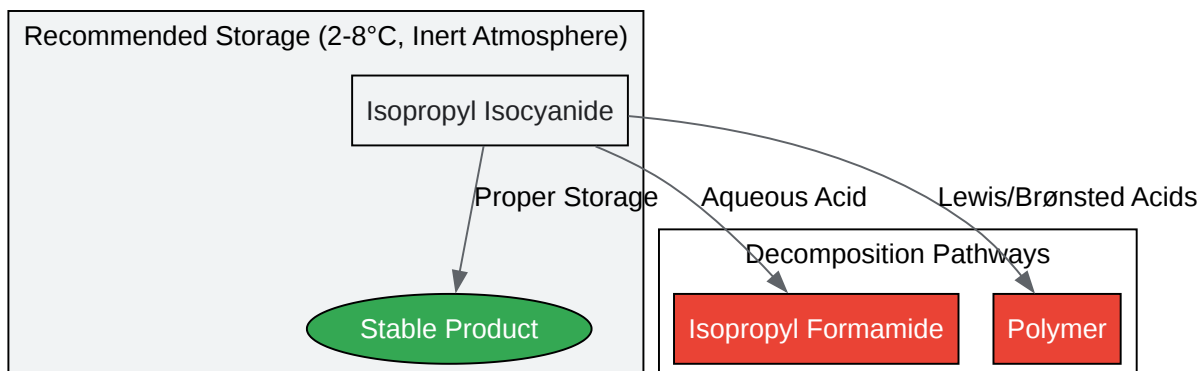 Recommended Storage (2-8°C, Inert Atmosphere)
Isopropyl Isocyanide
Proper Storage
Aqueous Acid
Lewis/Brønsted Acids
Decomposition Pathways
Stable Product
Isopropyl Formamide
Polymer